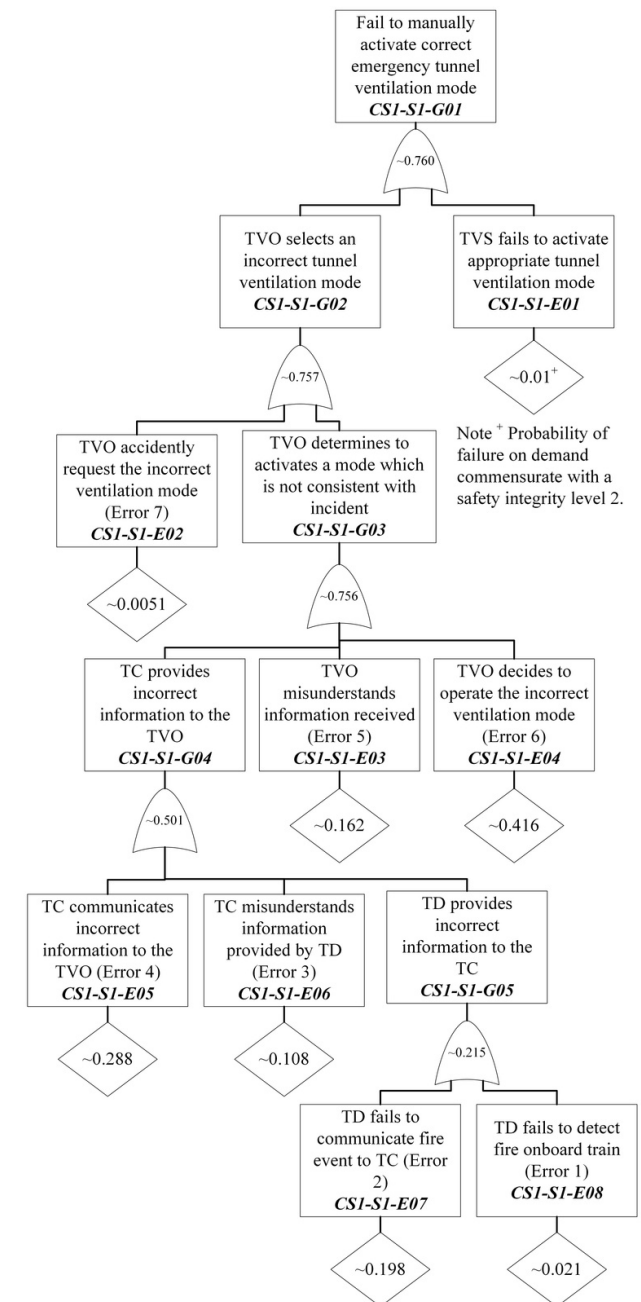 Fail to manually
activate correct
emergency tunnel
ventilation mode
CS1-S1-G01
~0.760
TVO selects an
incorrect tunnel
ventilation mode
CS1-S1-G02
TVS fails to activate
appropriate tunnel
ventilation mode
CS1-S1-E01
~0.757
~0.01+
Note + Probability of
failure on demand
commensurate with a
safety integrity level 2.
TVO accidently
request the incorrect
ventilation mode
(Error 7)
CS1-S1-E02
TVO determines to
activates a mode which
is not consistent with
incident
CS1-S1-G03
~0.0051
~0.756
TC provides
incorrect
information to the
TVO
CS1-S1-G04
TVO
misunderstands
information received
(Error 5)
CS1-S1-E03
TVO decides to
operate the incorrect
ventilation mode
(Error 6)
CS1-S1-E04
~0.501
~0.162
~0.416
TC communicates
incorrect
information to the
TVO (Error 4)
CS1-S1-E05
TC misunderstands
information
provided by TD
(Error 3)
CS1-S1-E06
TD provides
incorrect
information to the
TC
CS1-S1-G05
~0.288
~0.108
~0.215
TD fails to
communicate fire
event to TC (Error
2)
CS1-S1-E07
TD fails to detect
fire onboard train
(Error 1)
CS1-S1-E08
~0.198
~0.021